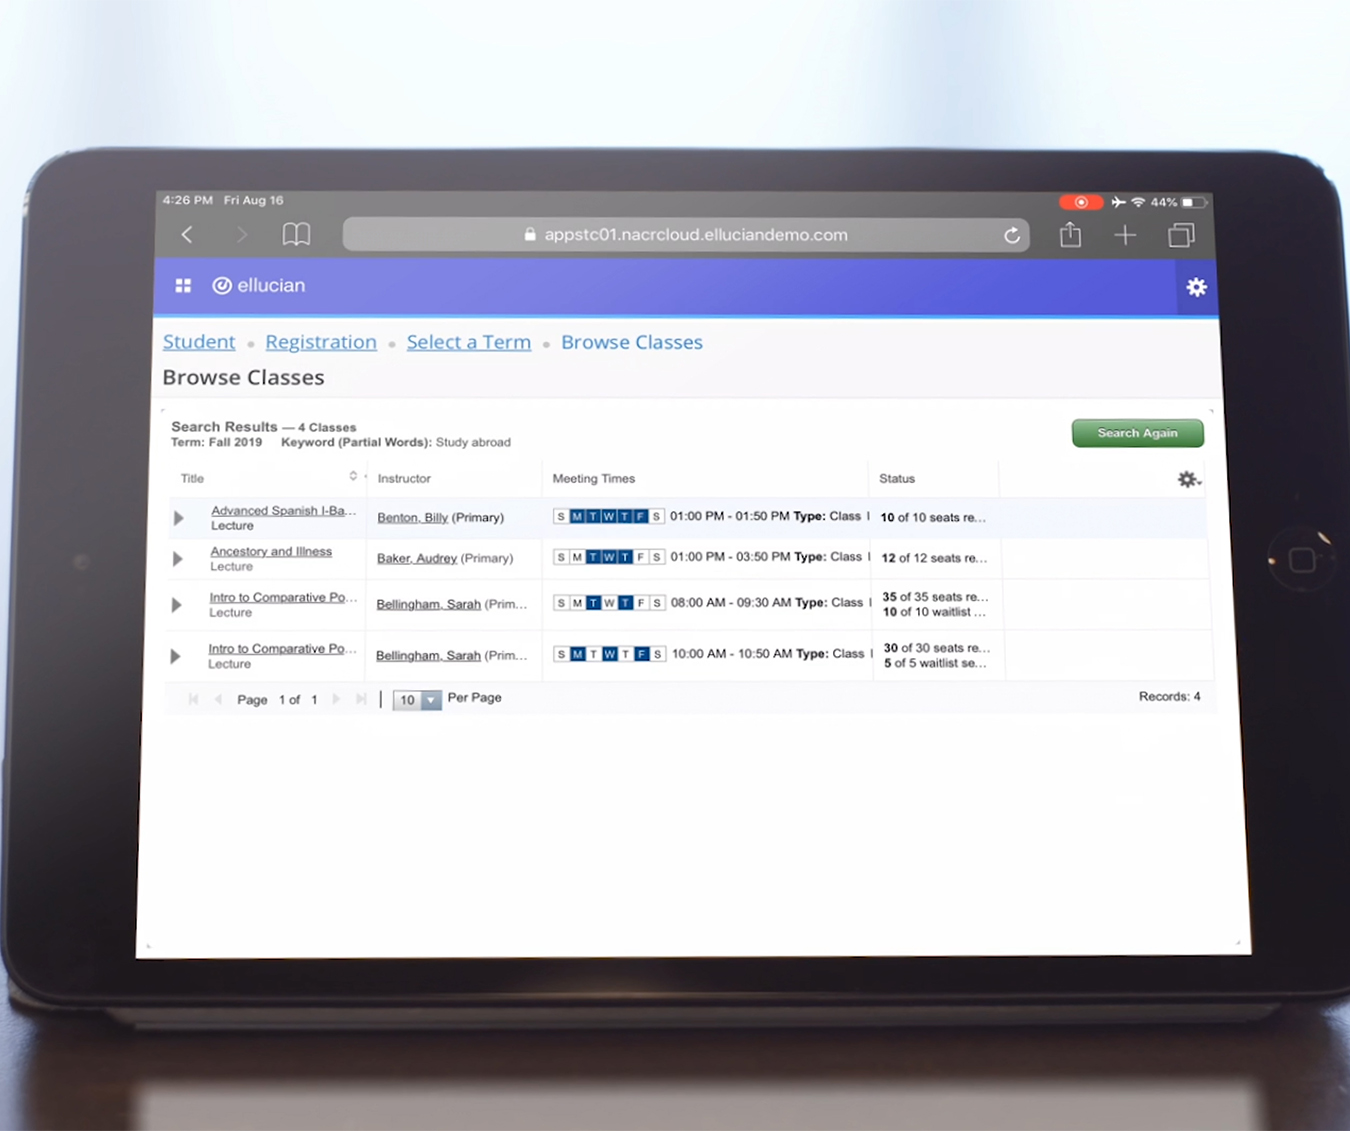 4:26 PM Fri Aug 16 44%
appstc01.nacrcloud.elluciandemo.com
ellucian
Student • Registration • Select a Term • Browse Classes
Browse Classes
Search Results — 4 Classes
Term: Fall 2019 Keyword (Partial Words): Study abroad
Search Again
Title Instructor Meeting Times Status
Advanced Spanish I-Ba... Benton, Billy (Primary) S M T W T F S 01:00 PM - 01:50 PM Type: Class 10 of 10 seats re...
Lecture
Ancestory and Illness Baker, Audrey (Primary) S M T W T F S 01:00 PM - 03:50 PM Type: Class 12 of 12 seats re...
Lecture
Intro to Comparative Po... Bellingham, Sarah (Prim... S M T W T F S 08:00 AM - 09:30 AM Type: Class 35 of 35 seats re...
Lecture 10 of 10 waitlist ...
Intro to Comparative Po... Bellingham, Sarah (Prim... S M T W T F S 10:00 AM - 10:50 AM Type: Class 30 of 30 seats re...
Lecture 5 of 5 waitlist se...
Page 1 of 1 | 10 Per Page Records: 4